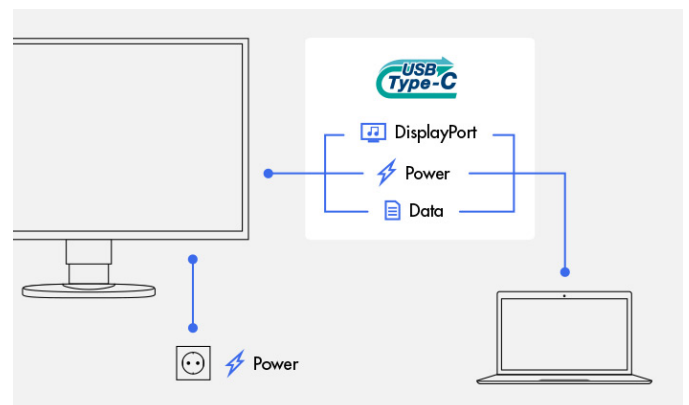 USB
Type-C
DisplayPort
Power
Data
Power